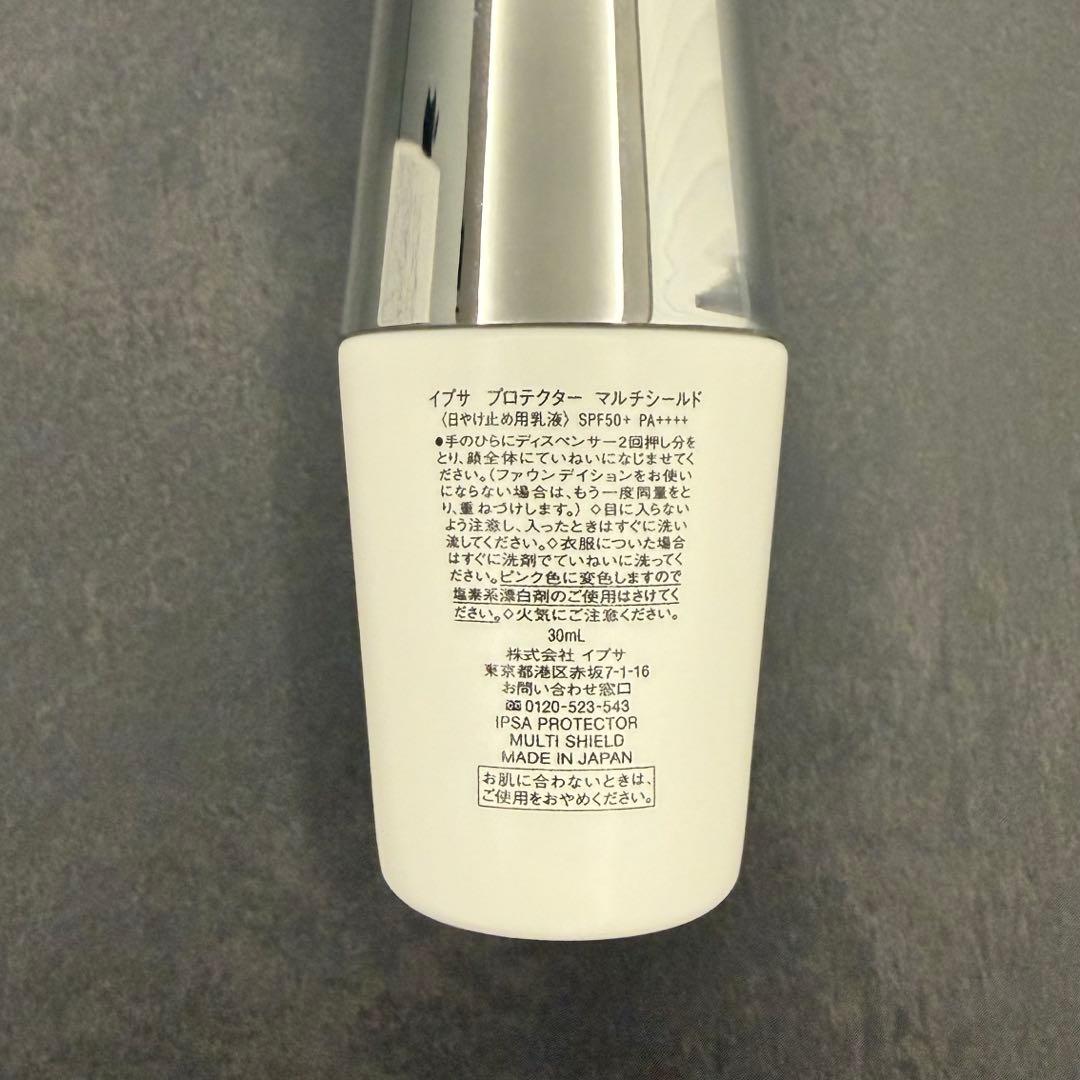 イプサ プロテクター マルチシールド
〈日やけ止め用乳液〉 SPF50+ PA++++
●手のひらにディスペンサー2回押し分を
とり、顔全体にていねいになじませてく
ださい。(ファウンデイションをお使い
にならない場合は、もう一度同量をと
り、重ねづけします。) ◇目に入らない
よう注意し、入ったときはすぐに洗い
流してください。◇衣服についた場合
はすぐに洗剤でていねいに洗ってく
ださい。ピンク色に変色しますので
塩素系漂白剤のご使用はさけてく
ださい。◇火気にご注意ください。
30mL
株式会社 イプサ
東京都港区赤坂7-1-16
お問い合わせ窓口
0120-523-543
IPSA PROTECTOR
MULTI SHIELD
MADE IN JAPAN
お肌に合わないときは、
ご使用をおやめください。